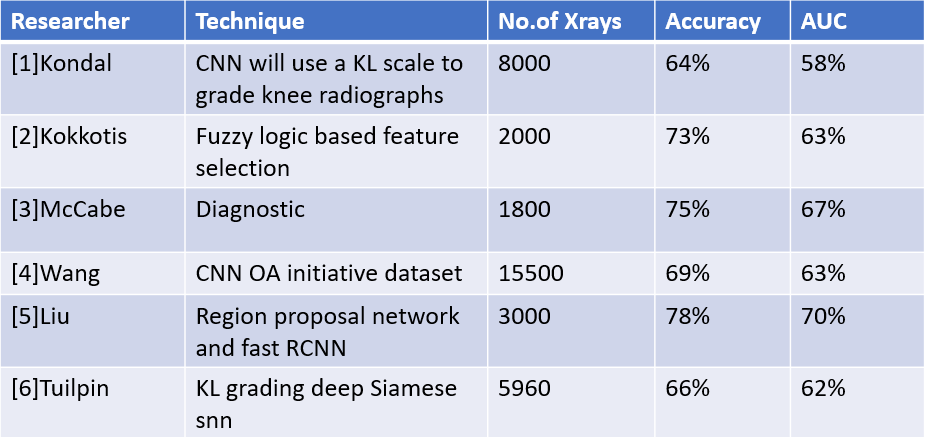 Researcher Technique No.of Xrays Accuracy AUC
[1]Kondal CNN will use a KL scale to 8000 64% 58%
grade knee radiographs
[2]Kokkotis Fuzzy logic based feature 2000 73% 63%
selection
[3]McCabe Diagnostic 1800 75% 67%
[4]Wang CNN OA initiative dataset 15500 69% 63%
[5]Liu Region proposal network 3000 78% 70%
and fast RCNN
[6]Tuilpin KL grading deep Siamese 5960 66% 62%
snn